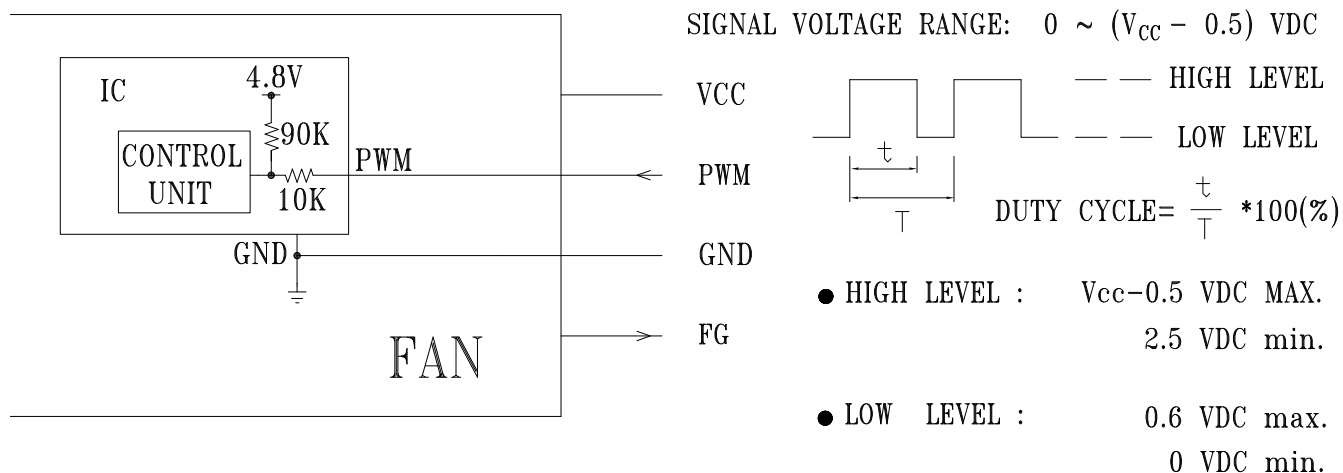 SIGNAL VOLTAGE RANGE: 0 ~ (VCC - 0.5) VDC
IC
4.8V
90K
CONTROL
UNIT
10K
PWM
GND
FAN
VCC
PWM
GND
FG
HIGH LEVEL
LOW LEVEL
t
T
DUTY CYCLE= t/T *100(%)
● HIGH LEVEL : Vcc-0.5 VDC MAX.
2.5 VDC min.
● LOW LEVEL : 0.6 VDC max.
0 VDC min.